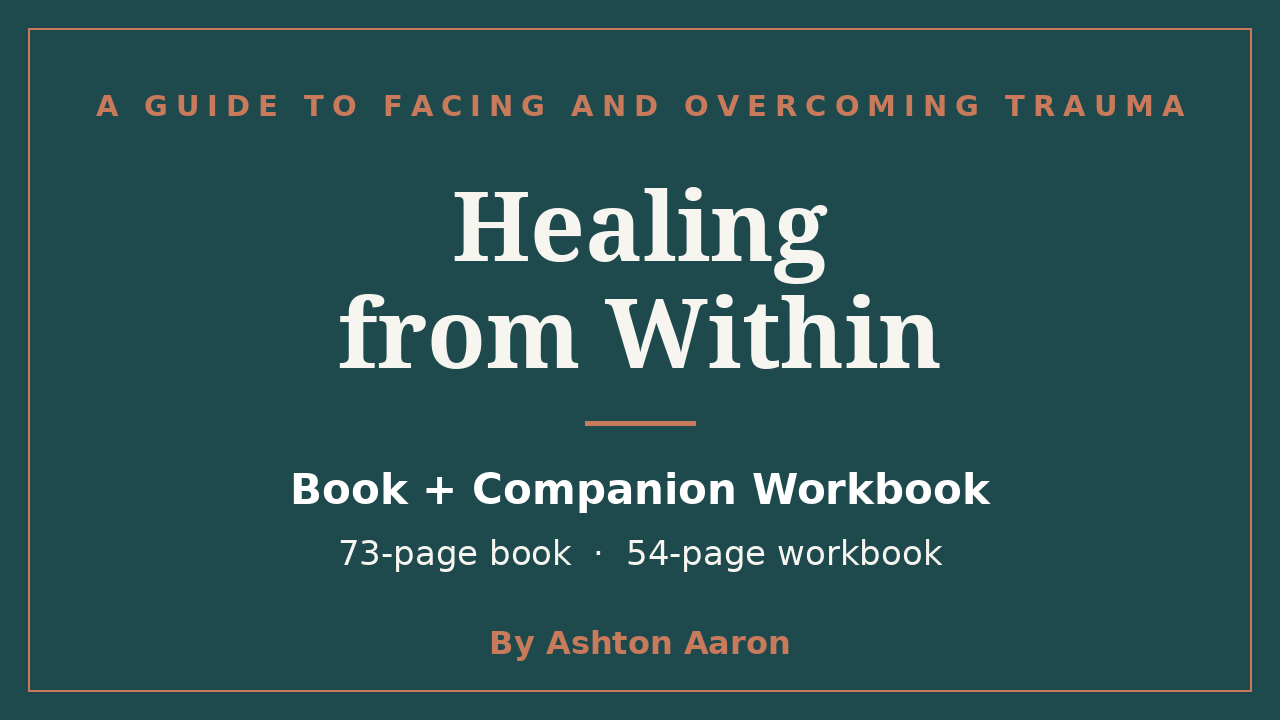 A GUIDE TO FACING AND OVERCOMING TRAUMA
Healing
from Within
Book + Companion Workbook
73-page book · 54-page workbook
By Ashton Aaron